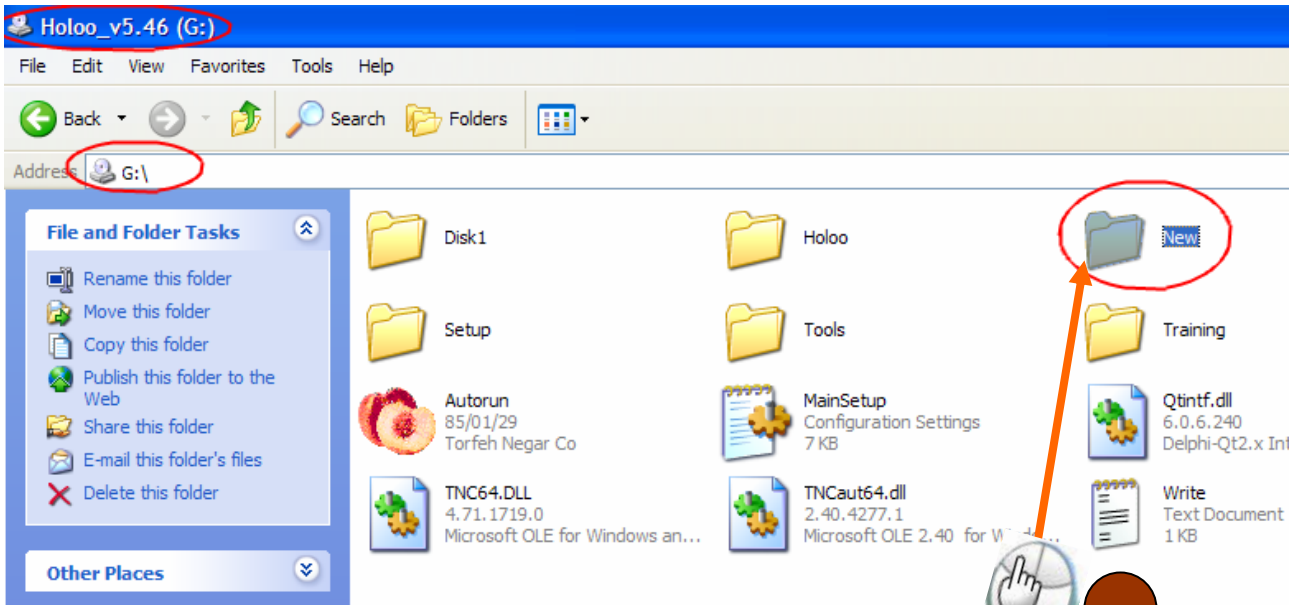 Holoo_v5.46 (G:)
File Edit View Favorites Tools Help
Back Search Folders
Address G:\
File and Folder Tasks
Rename this folder
Move this folder
Copy this folder
Publish this folder to the
Web
Share this folder
E-mail this folder's files
Delete this folder
Other Places
Disk1
Holoo
New
Setup
Tools
Training
Autorun
85/01/29
Torfeh Negar Co
MainSetup
Configuration Settings
7 KB
Qtintf.dll
6.0.6.240
Delphi-Qt2.x Int
TNC64.DLL
4.71.1719.0
Microsoft OLE for Windows an...
TNCaut64.dll
2.40.4277.1
Microsoft OLE 2.40 for
Write
Text Document
1 KB